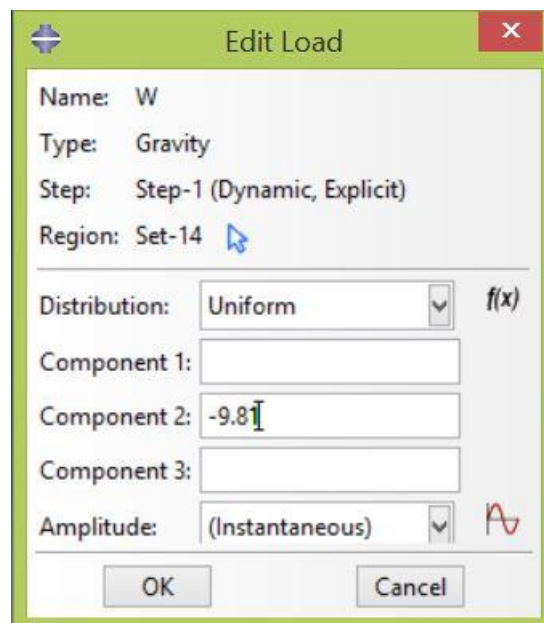 Edit Load
x
Name: W
Type: Gravity
Step: Step-1 (Dynamic, Explicit)
Region: Set-14
Distribution: Uniform f(x)
Component 1:
Component 2: -9.81
Component 3:
Amplitude: (Instantaneous)
OK Cancel